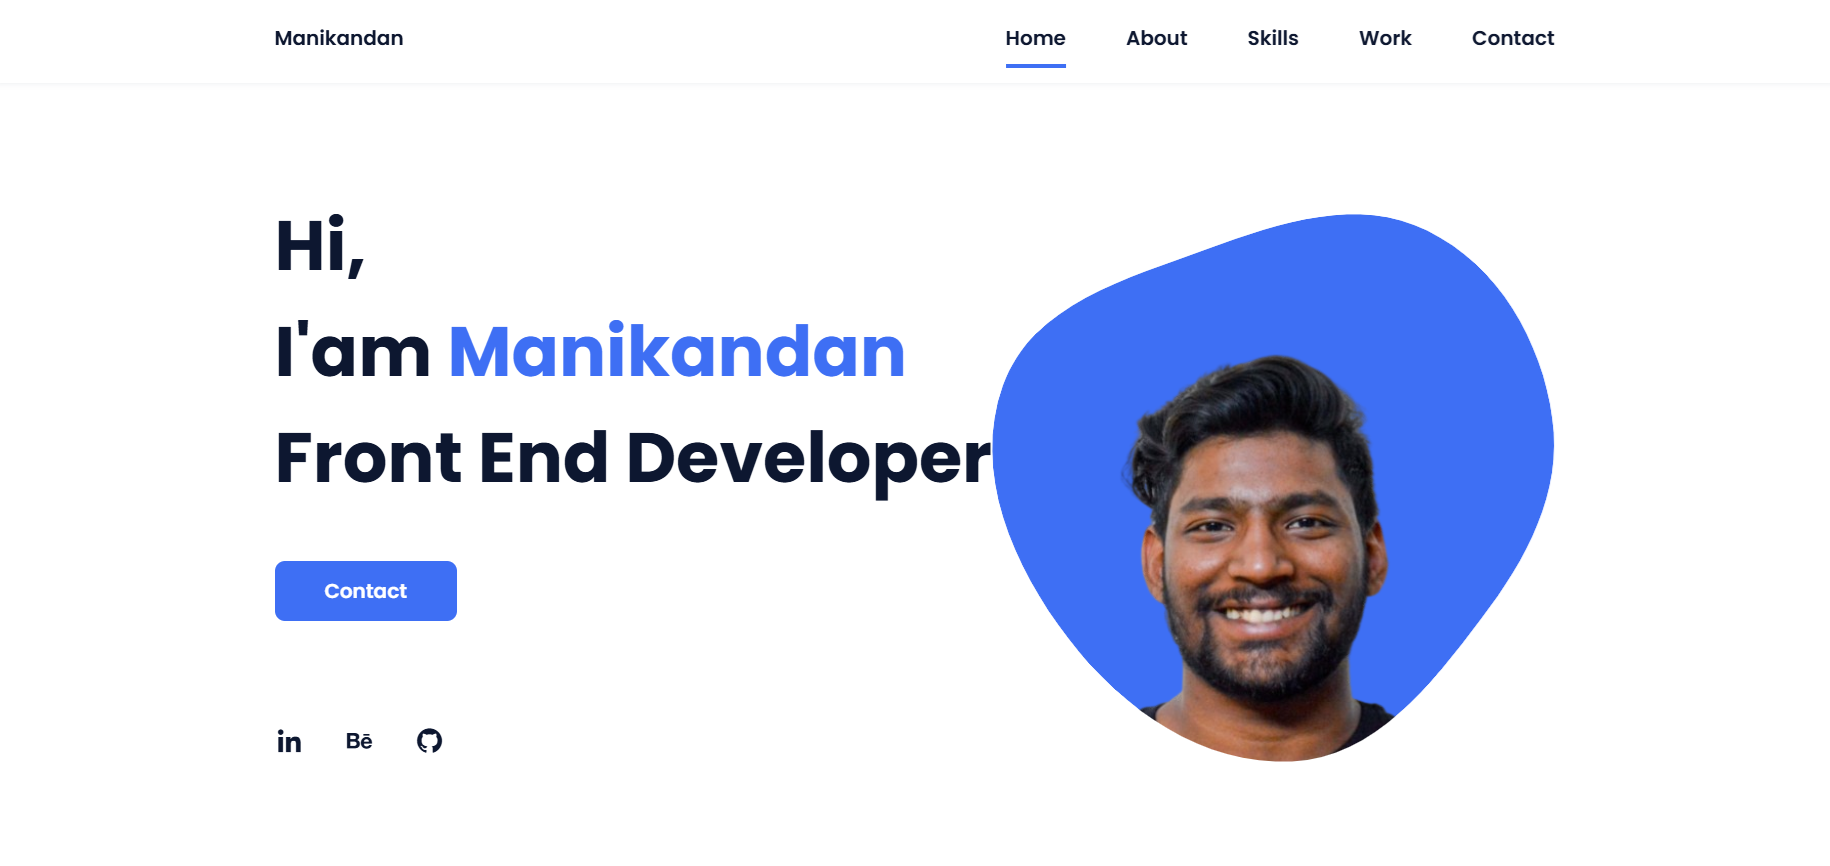 Manikandan
Home About Skills Work Contact
Hi,
I'am Manikandan
Front End Developer
Contact
in Bē